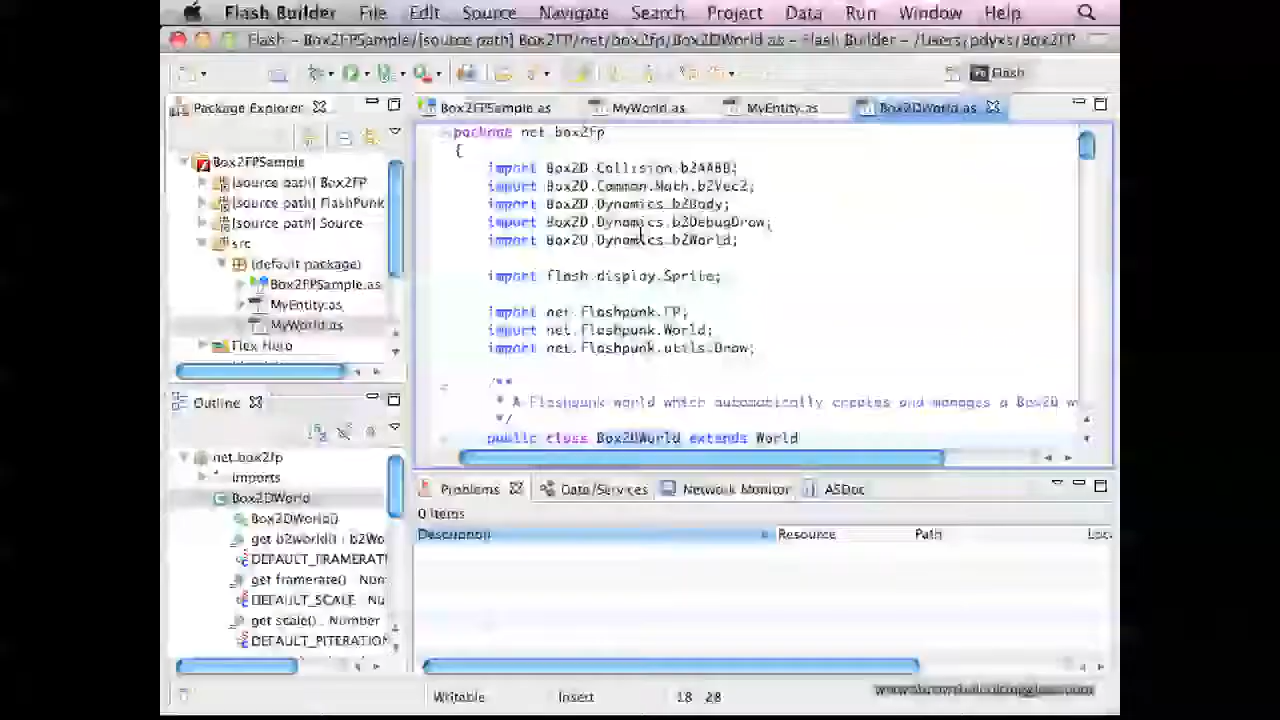 Flash Builder File Edit Source Navigate Search Project Data Run Window Help
Flash – Box2FPSample/[source path] Box2FP/net/box2fp/Box2DWorld.as – Flash Builder – /Users/pdyxs/Box2FP
Flash
Package Explorer
Box2FPSample.as MyWorld.as MyEntity.as Box2DWorld.as
Box2FPSample
[source path] Box2FP
[source path] FlashPunk
[source path] Source
src
(default package)
Box2FPSample.as
MyEntity.as
MyWorld.as
Flex Hero
package net.box2fp
{
import Box2D.Collision.b2AABB;
import Box2D.Common.Math.b2Vec2;
import Box2D.Dynamics.b2Body;
import Box2D.Dynamics.b2DebugDraw;
import Box2D.Dynamics.b2World;
import flash.display.Sprite;
import net.flashpunk.FP;
import net.flashpunk.World;
import net.flashpunk.utils.Draw;
/**
* A Flashpunk world which automatically creates and manages a Box2D w
*/
public class Box2DWorld extends World
Outline
net.box2fp
imports
Box2DWorld
Box2DWorld()
get b2world() : b2Wo
DEFAULT_FRAMERAT
get framerate() : Num
DEFAULT_SCALE : Nu
get scale() : Number
DEFAULT_PITERATION
Problems Data/Services Network Monitor ASDoc
0 items
Description Resource Path Loca
Writable Insert 18 : 28